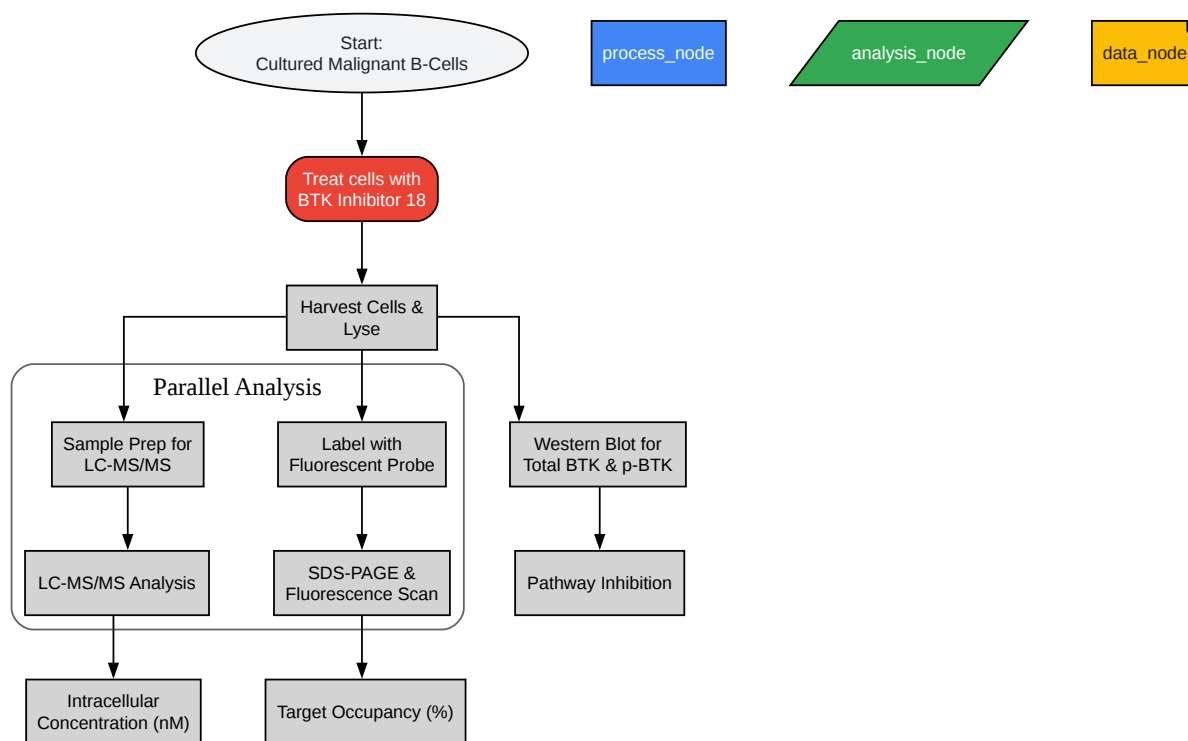 Start:
Cultured Malignant B-Cells
process_node
analysis_node
data_node
Treat cells with
BTK Inhibitor 18
Harvest Cells &
Lyse
Parallel Analysis
Sample Prep for
LC-MS/MS
Label with
Fluorescent Probe
Western Blot for
Total BTK & p-BTK
LC-MS/MS Analysis
SDS-PAGE &
Fluorescence Scan
Pathway Inhibition
Intracellular
Concentration (nM)
Target Occupancy (%)